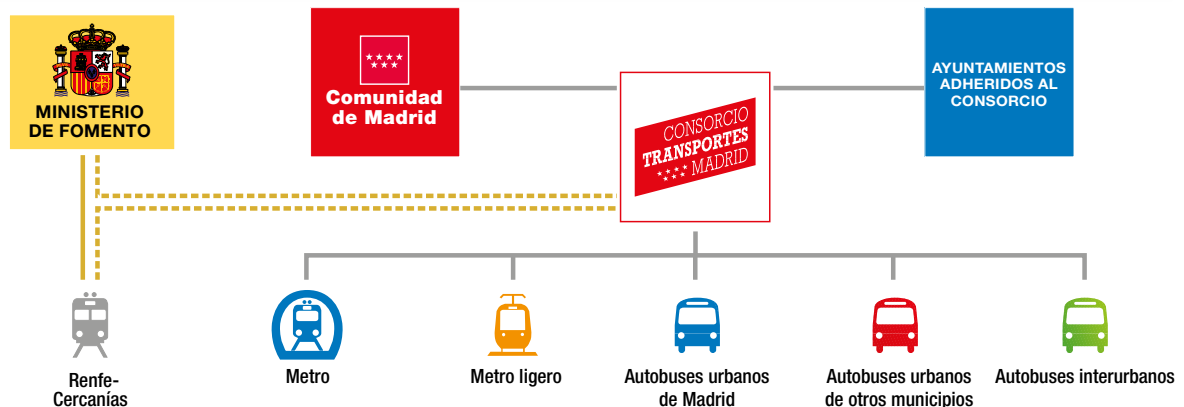 MINISTERIO
DE FOMENTO
Comunidad
de Madrid
CONSORCIO
TRANSPORTES
MADRID
AYUNTAMIENTOS
ADHERIDOS AL
CONSORCIO
Renfe-
Cercanías
Metro
Metro ligero
Autobuses urbanos
de Madrid
Autobuses urbanos
de otros municipios
Autobuses interurbanos